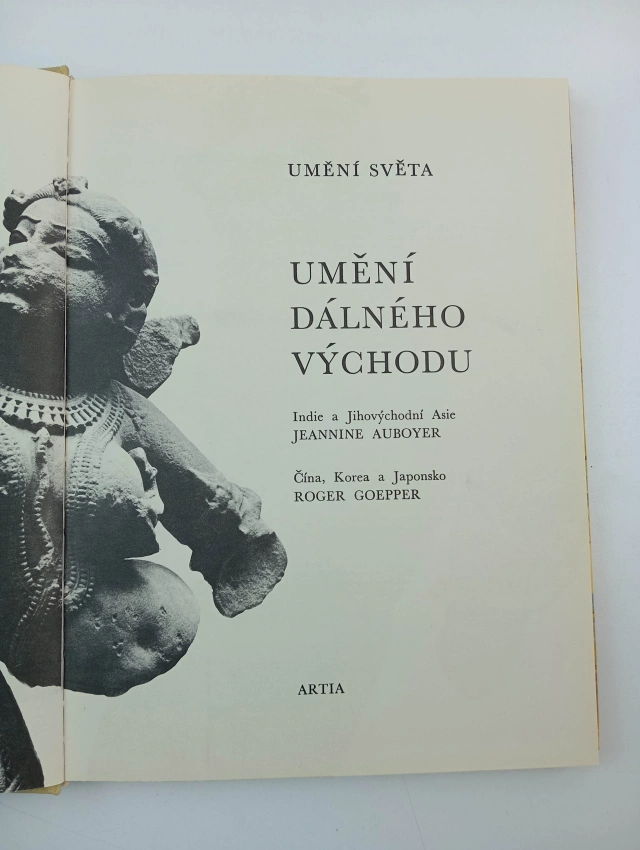 UMĚNÍ SVĚTA
UMĚNÍ
DÁLNÉHO
VÝCHODU
Indie a Jihovýchodní Asie
JEANNINE AUBOYER
Čína, Korea a Japonsko
ROGER GOEPPER
ARTIA